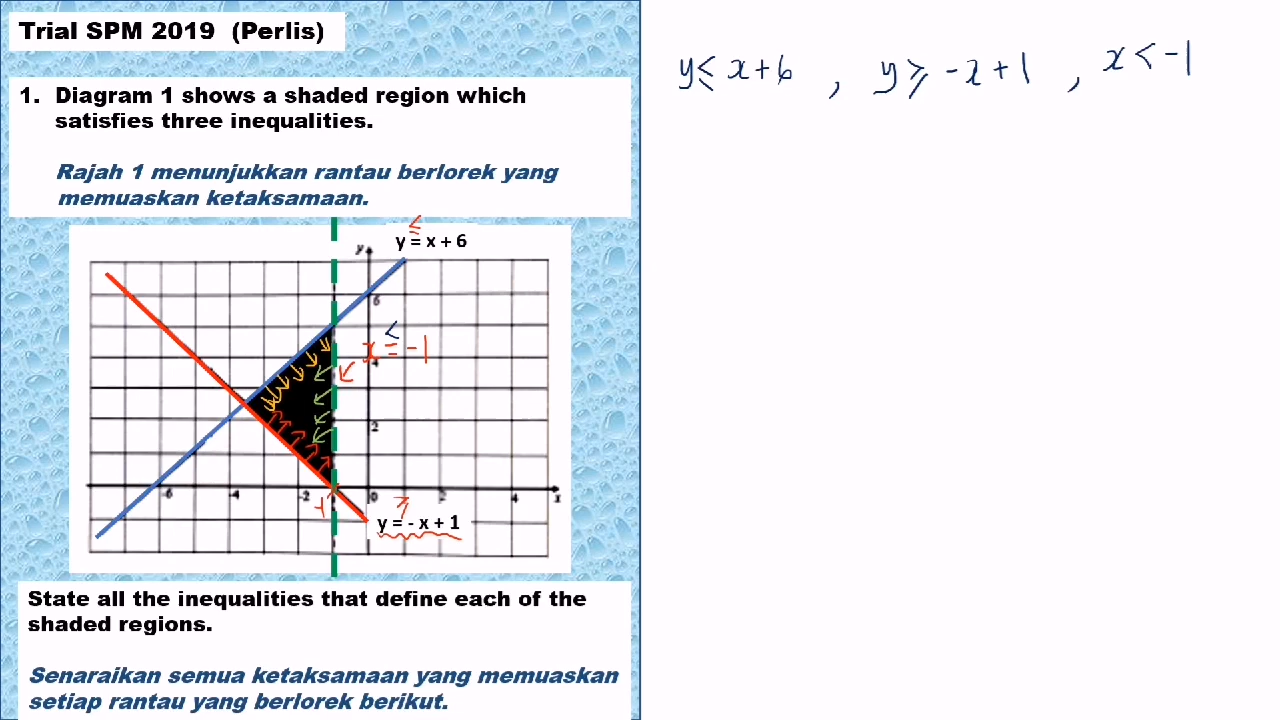 Trial SPM 2019 (Perlis)
1. Diagram 1 shows a shaded region which
satisfies three inequalities.
Rajah 1 menunjukkan rantau berlorek yang
memuaskan ketaksamaan.
≤
y = x + 6
y
6
<
x = -1
4
2
-6 -4 -2 0 2 4 x
-1
≥
y = - x + 1
State all the inequalities that define each of the
shaded regions.
Senaraikan semua ketaksamaan yang memuaskan
setiap rantau yang berlorek berikut.
y ≤ x + 6 , y ≥ -x + 1 , x < -1